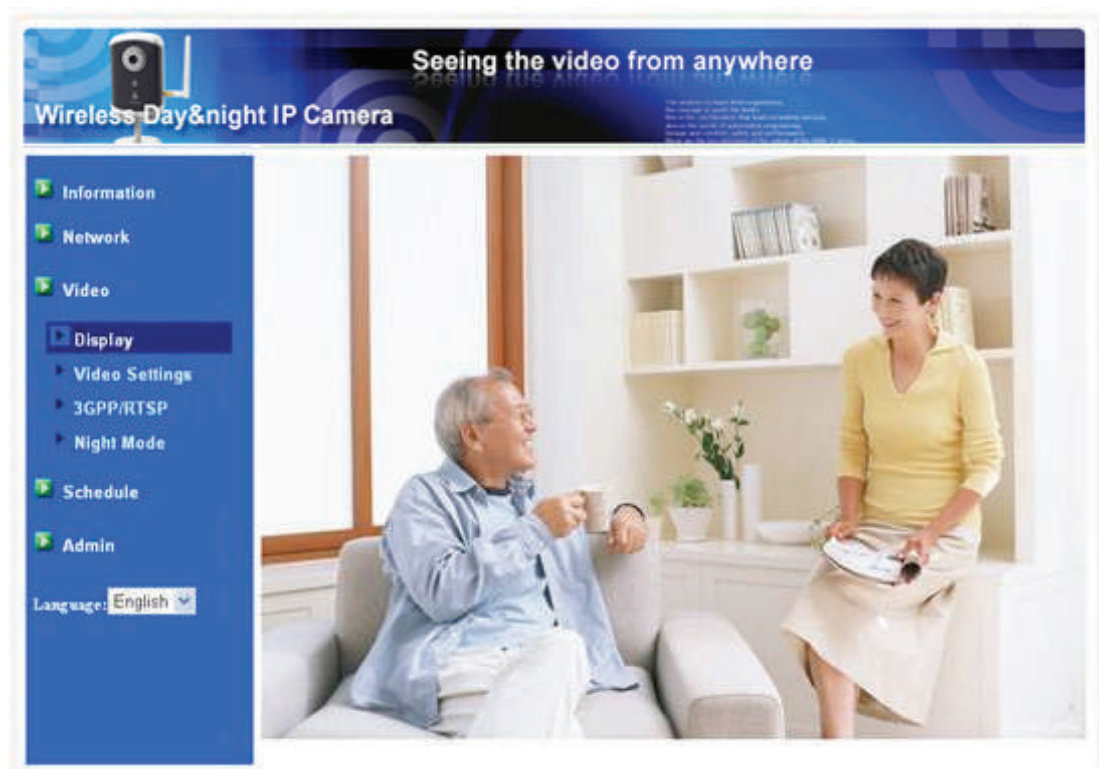 Seeing the video from anywhere
Wireless Day&night IP Camera
Information
Network
Video
Display
Video Settings
3GPP/RTSP
Night Mode
Schedule
Admin
Language: English